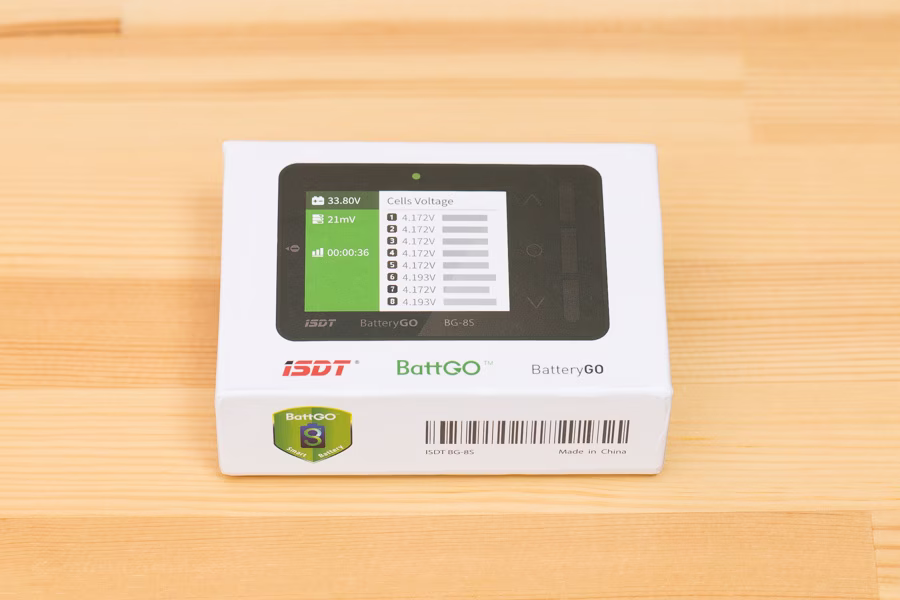 33.80V
21mV
00:00:36
Cells Voltage
1 4.172V
2 4.172V
3 4.172V
4 4.172V
5 4.172V
6 4.193V
7 4.172V
8 4.193V
iSDT BatteryGO BG-8S
iSDT® BattGO™ BatteryGO
BattGO
Smart Battery
ISDT BG-8S Made in China